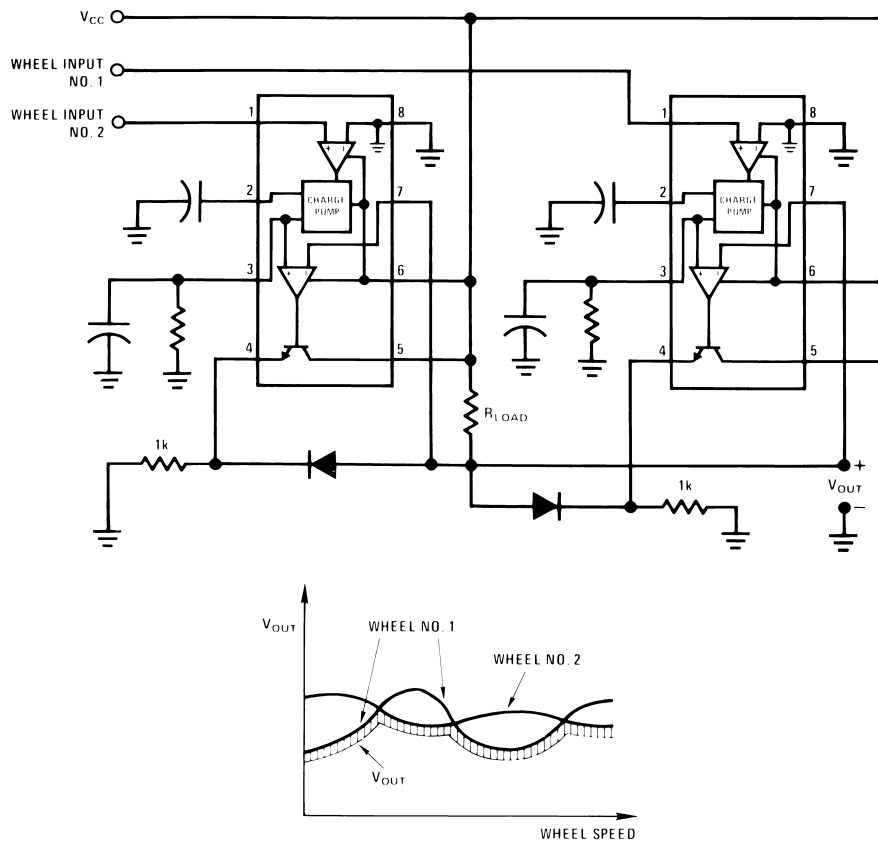 VCC
WHEEL INPUT
NO. 1
WHEEL INPUT
NO. 2
1
8
+ −
2
CHARGE
PUMP
7
3
+ −
6
4
5
1
8
+ −
2
CHARGE
PUMP
7
3
+ −
6
4
5
RLOAD
1k
1k
+
VOUT
−
VOUT
WHEEL NO. 1
WHEEL NO. 2
VOUT
WHEEL SPEED